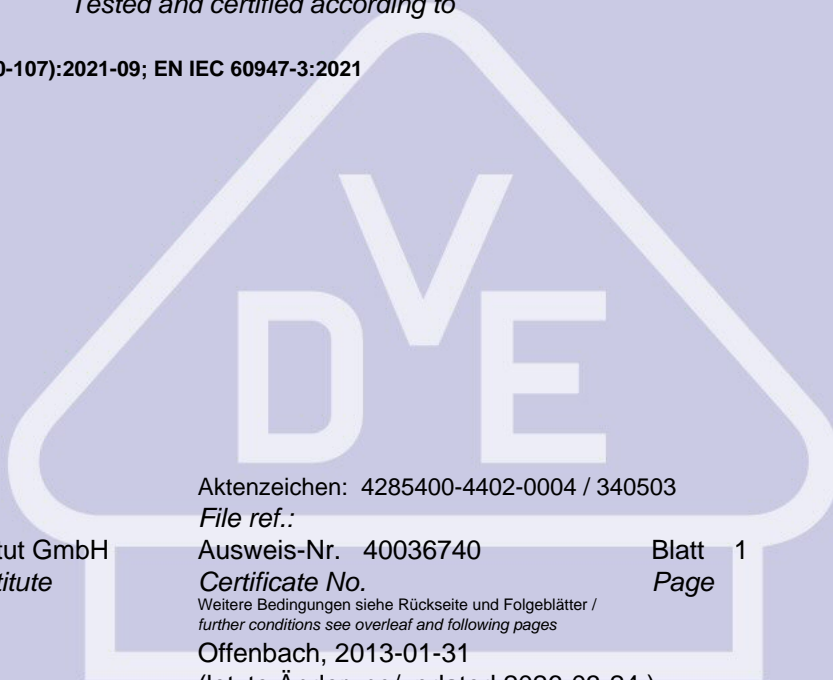 Tested and certified according to
0-107):2021-09; EN IEC 60947-3:2021
VDE
Aktenzeichen: 4285400-4402-0004 / 340503
File ref.:
tut GmbH Ausweis-Nr. 40036740 Blatt 1
titute Certificate No. Page
Weitere Bedingungen siehe Rückseite und Folgeblätter /
further conditions see overleaf and following pages
Offenbach, 2013-01-31